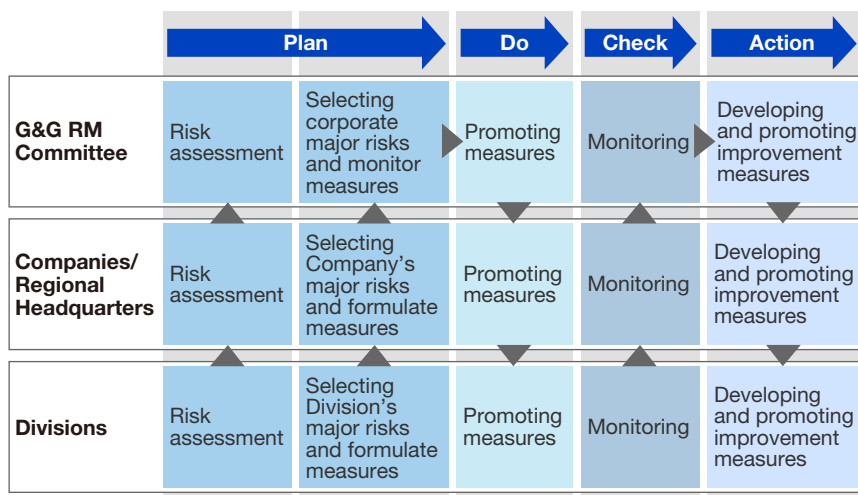 Plan
Do
Check
Action
G&G RM
Committee
Risk
assessment
Selecting
corporate
major risks
and monitor
measures
Promoting
measures
Monitoring
Developing
and promoting
improvement
measures
Companies/
Regional
Headquarters
Risk
assessment
Selecting
Company’s
major risks
and formulate
measures
Promoting
measures
Monitoring
Developing
and promoting
improvement
measures
Divisions
Risk
assessment
Selecting
Division’s
major risks
and formulate
measures
Promoting
measures
Monitoring
Developing
and promoting
improvement
measures